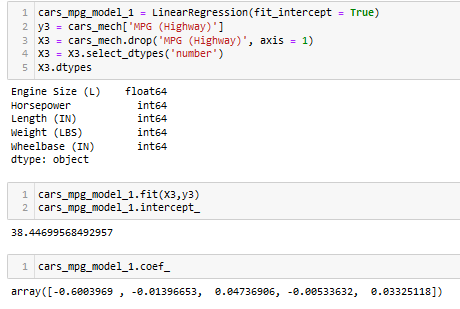 1 cars_mpg_model_1 = LinearRegression(fit_intercept = True)
2 y3 = cars_mech['MPG (Highway)']
3 X3 = cars_mech.drop('MPG (Highway)', axis = 1)
4 X3 = X3.select_dtypes('number')
5 X3.dtypes
Engine Size (L)    float64
Horsepower           int64
Length (IN)          int64
Weight (LBS)         int64
Wheelbase (IN)       int64
dtype: object
1 cars_mpg_model_1.fit(X3,y3)
2 cars_mpg_model_1.intercept_
38.44699568492957
1 cars_mpg_model_1.coef_
array([-0.6003969 , -0.01396653,  0.04736906, -0.00533632,  0.03325118])